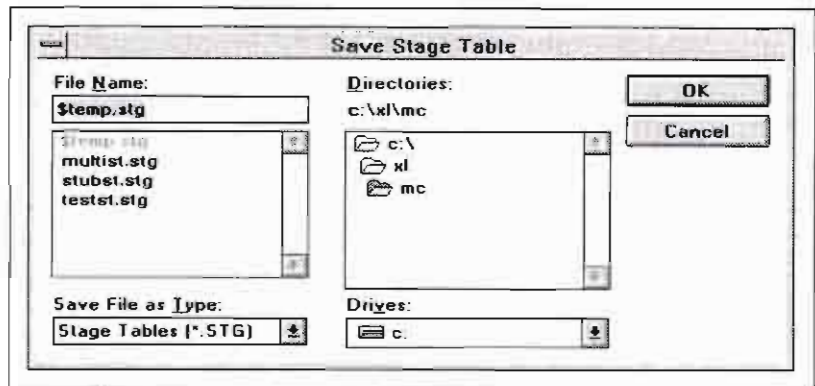 Save Stage Table
File Name:
$temp.stg
$temp.stg
multist.stg
stubst.stg
testst.stg
Save File as Type:
Stage Tables (*.STG)
Directories:
c:\xl\mc
c:\
xl
mc
Drives:
c:
OK
Cancel